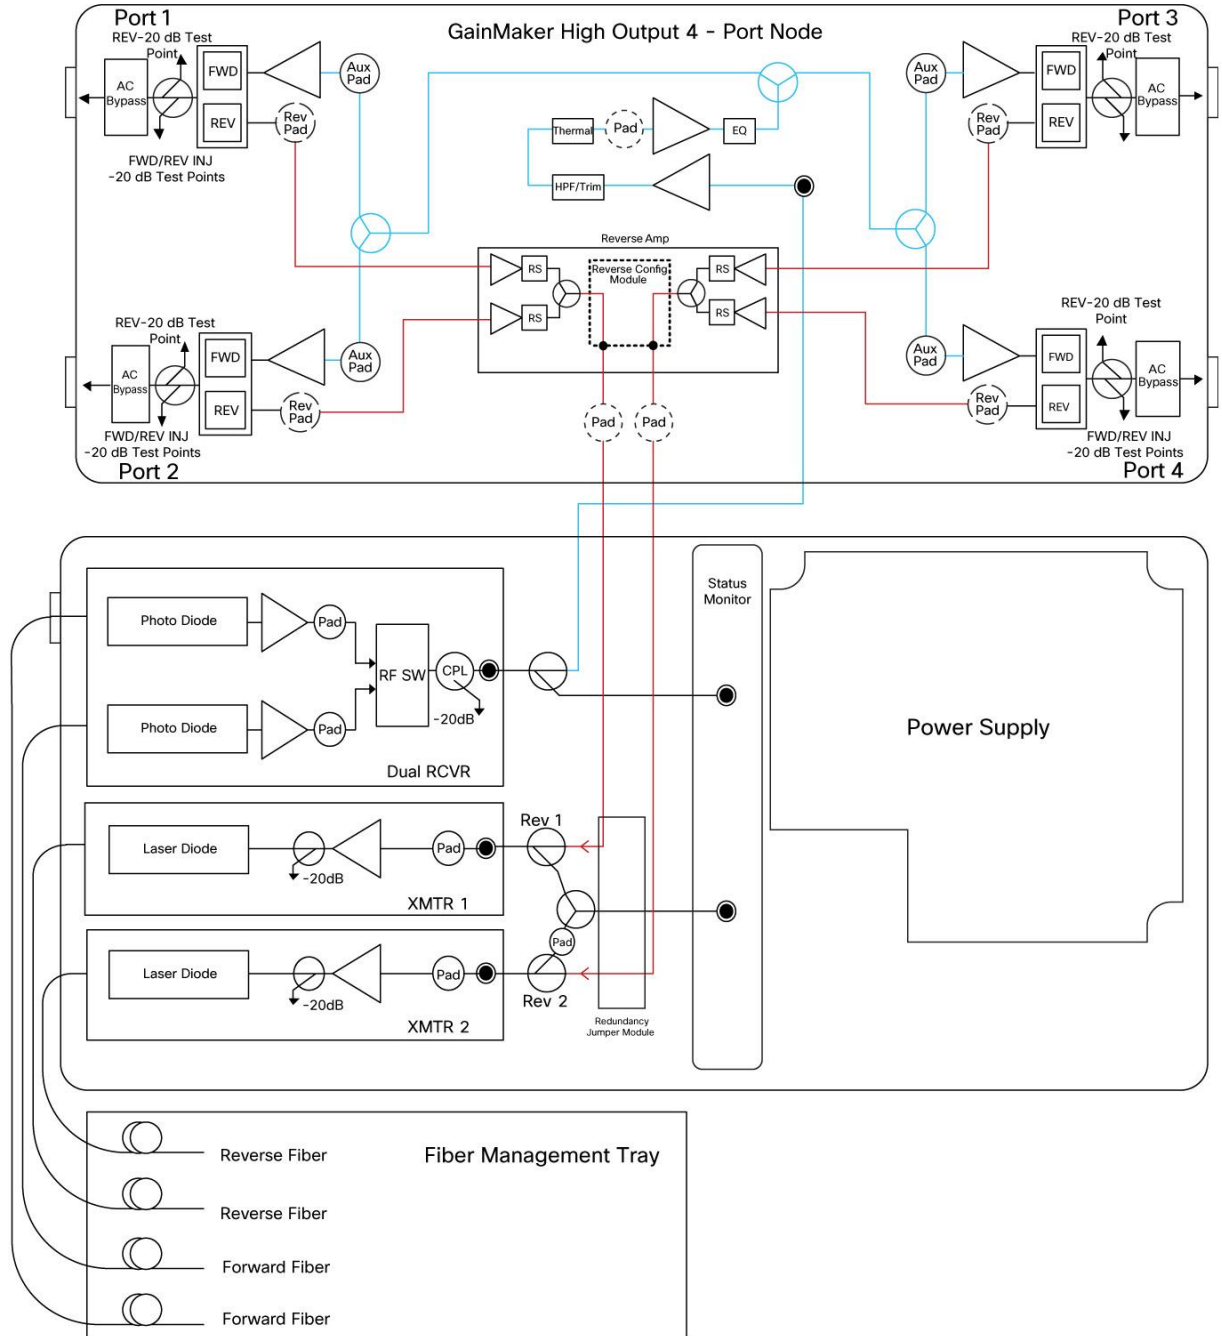 GainMaker High Output 4 - Port Node
Port 1
REV-20 dB Test
Point
AC
Bypass
FWD
REV
Aux
Pad
Rev
Pad
FWD/REV INJ
-20 dB Test Points
Port 3
REV-20 dB Test
Point
Aux
Pad
FWD
REV
AC
Bypass
Rev
Pad
FWD/REV INJ
-20 dB Test Points
Thermal
Pad
EQ
HPF/Trim
Reverse Amp
RS
RS
Reverse Config
Module
RS
RS
REV-20 dB Test
Point
AC
Bypass
FWD
REV
Aux
Pad
Rev
Pad
FWD/REV INJ
-20 dB Test Points
Port 2
REV-20 dB Test
Point
Aux
Pad
FWD
REV
AC
Bypass
Rev
Pad
FWD/REV INJ
-20 dB Test Points
Port 4
Pad
Pad
Photo Diode
Pad
RF SW
CPL
-20dB
Photo Diode
Pad
Dual RCVR
Status
Monitor
Power Supply
Laser Diode
-20dB
Pad
XMTR 1
Rev 1
Pad
Laser Diode
-20dB
Pad
XMTR 2
Rev 2
Redundancy
Jumper Module
Fiber Management Tray
Reverse Fiber
Reverse Fiber
Forward Fiber
Forward Fiber